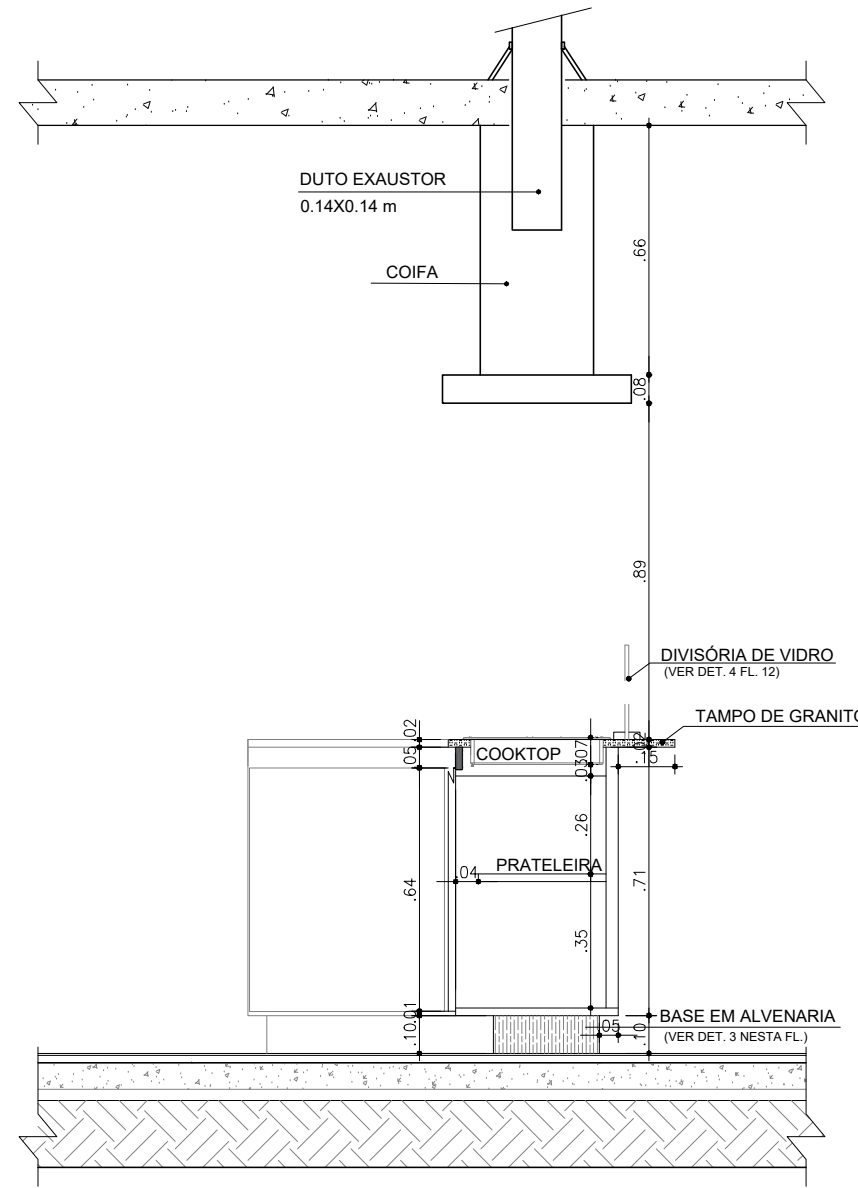 DUTO EXAUSTOR
0.14X0.14 m
COIFA
.66
.08
.89
DIVISÓRIA DE VIDRO
(VER DET. 4 FL. 12)
TAMPO DE GRANITO
.02
.05
COOKTOP
.07
.03
.02
.15
.26
PRATELEIRA
.04
.64
.71
.35
.01
.10
BASE EM ALVENARIA
(VER DET. 3 NESTA FL.)
.05
.10